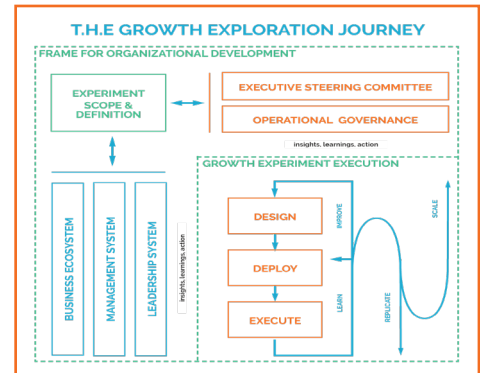 T.H.E GROWTH EXPLORATION JOURNEY
FRAME FOR ORGANIZATIONAL DEVELOPMENT
EXPERIMENT
SCOPE &
DEFINITION
EXECUTIVE STEERING COMMITTEE
OPERATIONAL GOVERNANCE
insights, learnings, action
BUSINESS ECOSYSTEM
MANAGEMENT SYSTEM
LEADERSHIP SYSTEM
insights, learnings, action
GROWTH EXPERIMENT EXECUTION
DESIGN
DEPLOY
EXECUTE
IMPROVE
LEARN
REPLICATE
SCALE